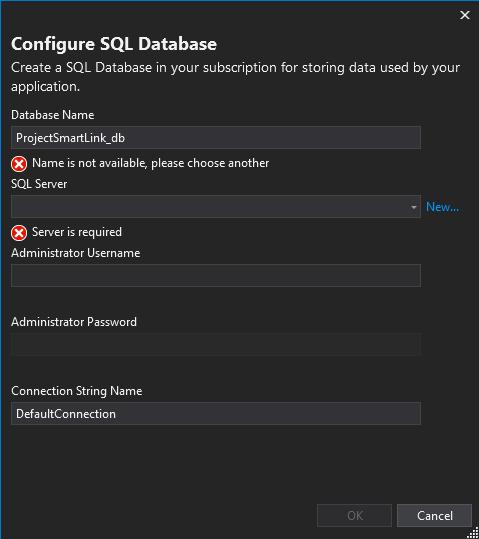 Configure SQL Database
Create a SQL Database in your subscription for storing data used by your
application.
Database Name
ProjectSmartLink_db
Name is not available, please choose another
SQL Server
New...
Server is required
Administrator Username
Administrator Password
Connection String Name
DefaultConnection
OK
Cancel